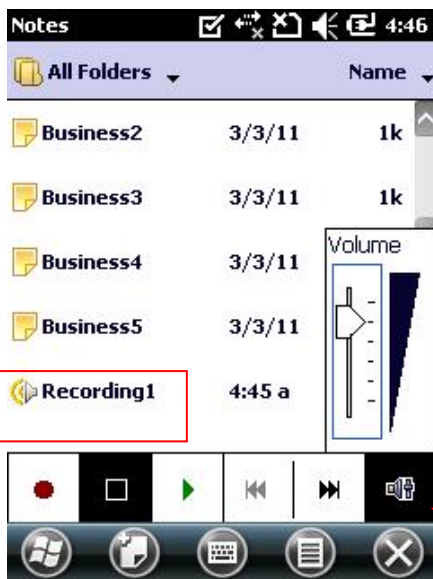 Notes 4:46
All Folders Name
Business2 3/3/11 1k
Business3 3/3/11 1k
Business4 3/3/11
Volume
Business5 3/3/11
Recording1 4:45 a